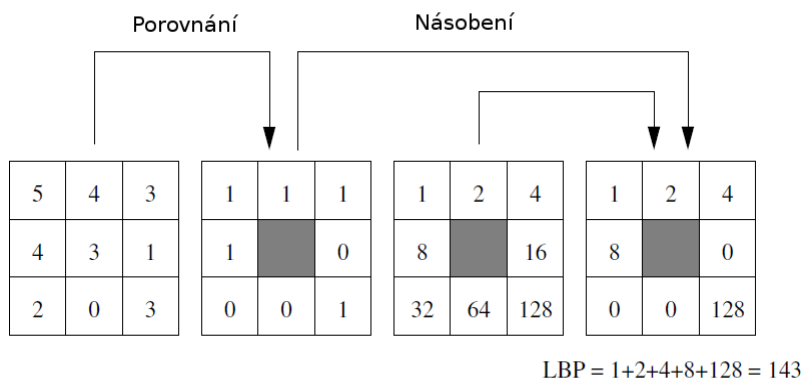 Porovnání Násobení
5 4 3 1 1 1 1 2 4 1 2 4
4 3 1 1 0 8 16 8 0
2 0 3 0 0 1 32 64 128 0 0 128
LBP = 1+2+4+8+128 = 143